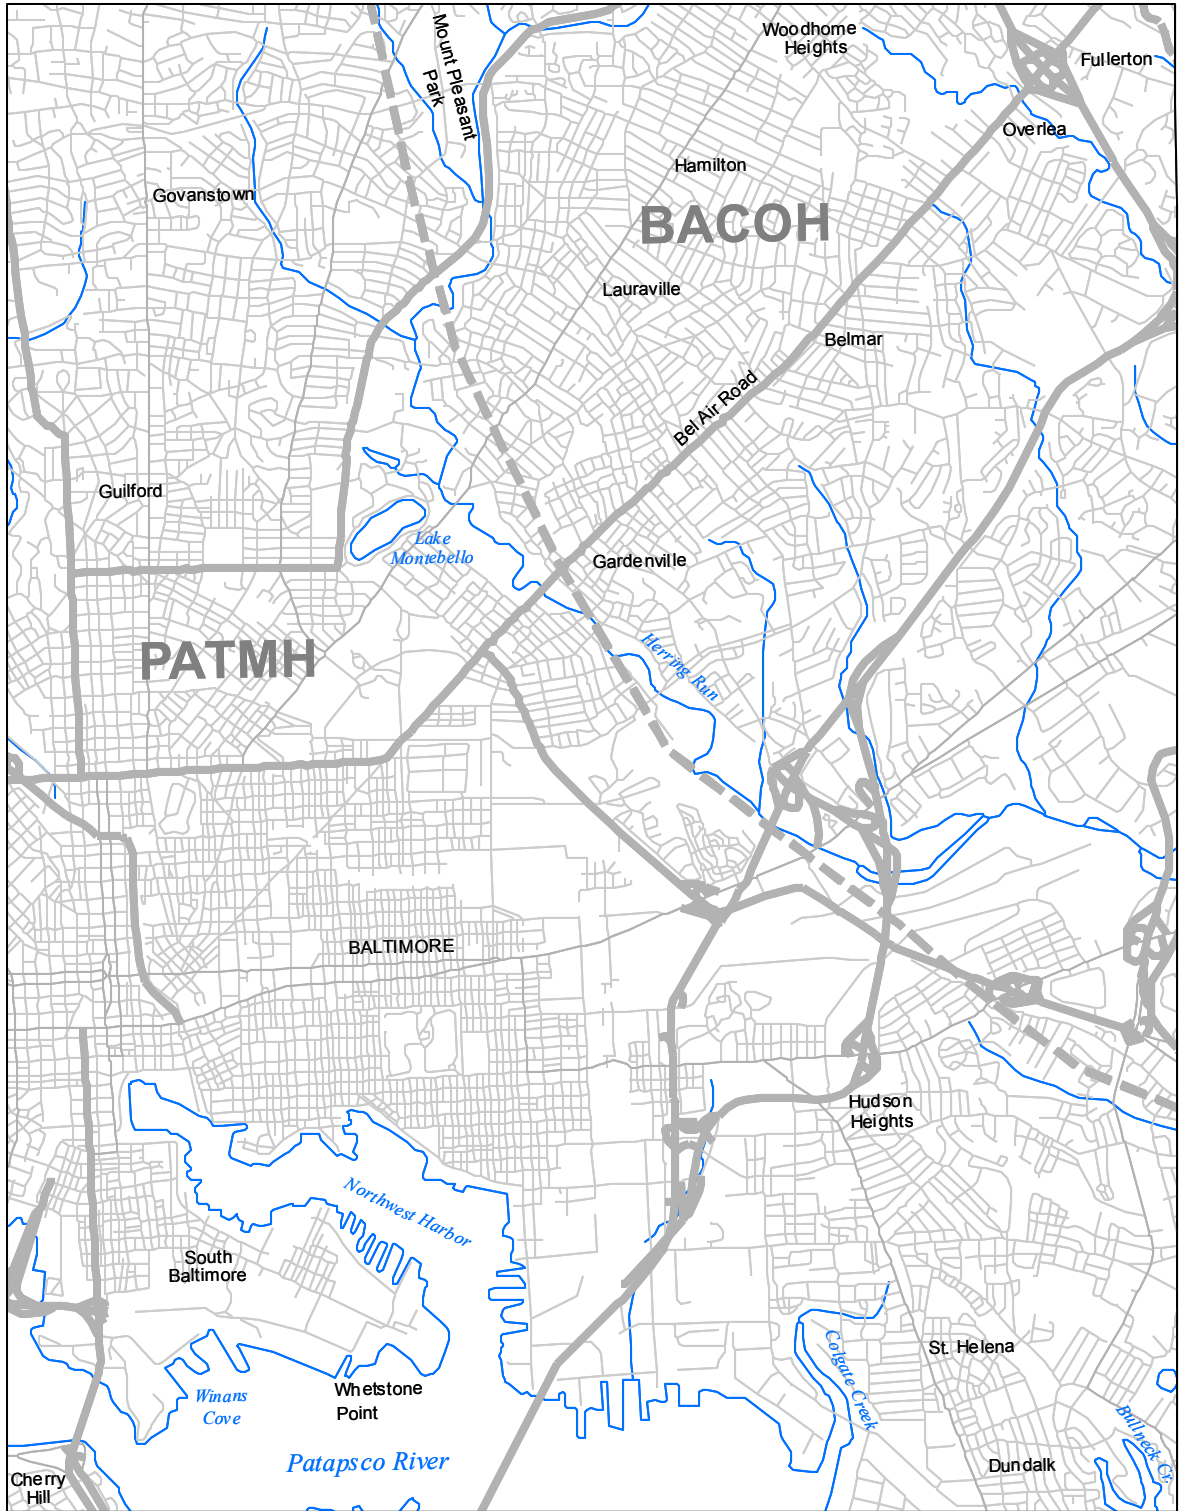 Mount Pleasant
Park
Woodhome
Heights
Fullerton
Overlea
Hamilton
Govanstown
BACOH
Lauraville
Belmar
Bel Air Road
Guilford
Lake
Montebello
Gardenville
PATMH
Herring Run
BALTIMORE
Hudson
Heights
Northwest Harbor
South
Baltimore
St. Helena
Colgate Creek
Whetstone
Point
Winans
Cove
Bullneck Cr.
Patapsco River
Dundalk
Cherry
Hill